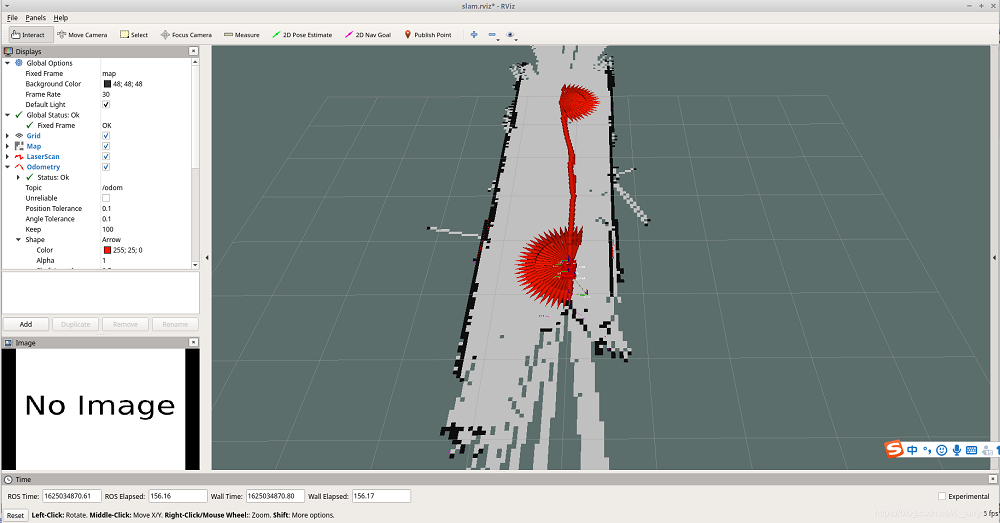 slam.rviz* - RViz
File Panels Help
Interact Move Camera Select Focus Camera Measure 2D Pose Estimate 2D Nav Goal Publish Point
Displays
Global Options
Fixed Frame map
Background Color 48; 48; 48
Frame Rate 30
Default Light
Global Status: Ok
Fixed Frame OK
Grid
Map
LaserScan
Odometry
Status: Ok
Topic /odom
Unreliable
Position Tolerance 0.1
Angle Tolerance 0.1
Keep 100
Shape Arrow
Color 255; 25; 0
Alpha 1
Add Duplicate Remove Rename
Image
No Image
中
Time
ROS Time: 1625034870.61 ROS Elapsed: 156.16 Wall Time: 1625034870.80 Wall Elapsed: 156.17 Experimental
Reset Left-Click: Rotate. Middle-Click: Move X/Y. Right-Click/Mouse Wheel:: Zoom. Shift: More options. 5 fps